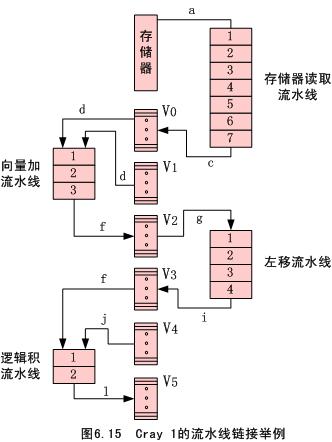 a
存储器
1
2
3
4
5
6
7
存储器读取
流水线
c
V0
d
向量加
流水线
1
2
3
d
V1
f
V2
g
1
2
3
4
左移流水线
i
V3
f
j
V4
逻辑积
流水线
1
2
l
V5
图6.15 Cray 1的流水线链接举例